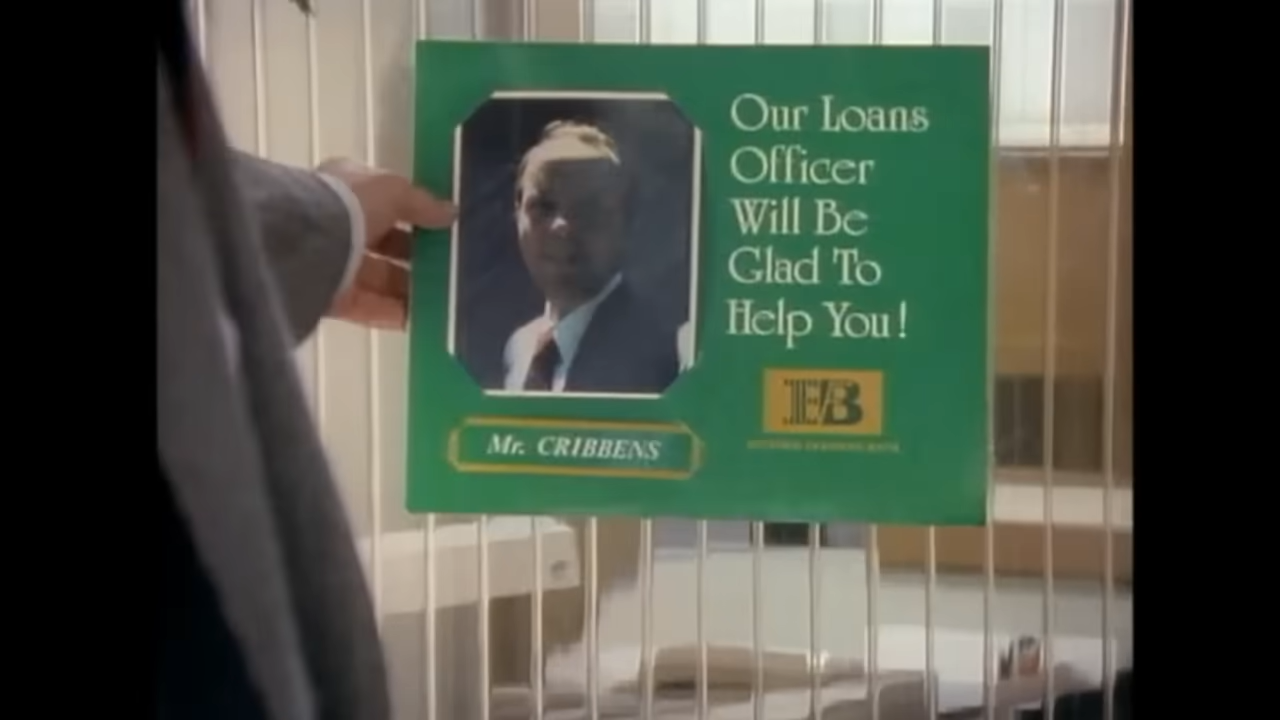 Our Loans
Officer
Will Be
Glad To
Help You!
EB
Mr. CRIBBENS